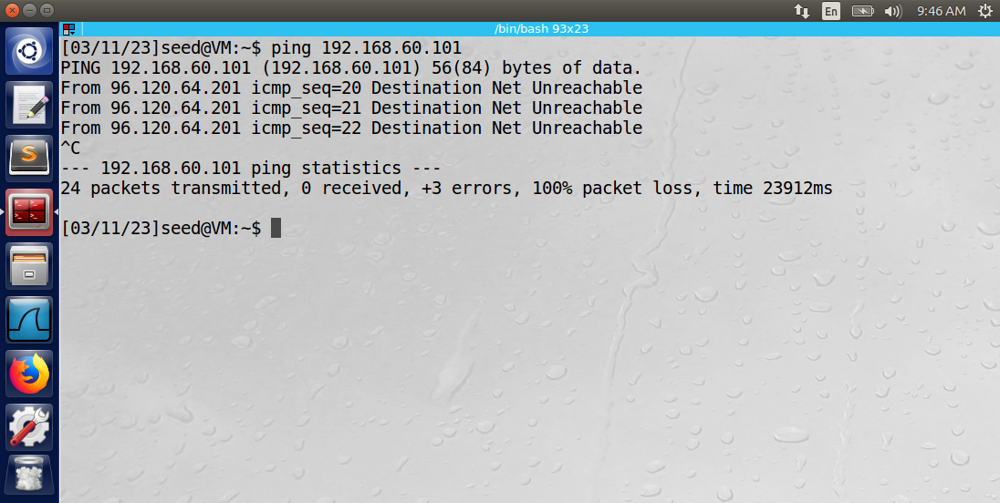 En
9:46 AM
/bin/bash 93x23
[03/11/23]seed@VM:~$ ping 192.168.60.101
PING 192.168.60.101 (192.168.60.101) 56(84) bytes of data.
From 96.120.64.201 icmp_seq=20 Destination Net Unreachable
From 96.120.64.201 icmp_seq=21 Destination Net Unreachable
From 96.120.64.201 icmp_seq=22 Destination Net Unreachable
^C
--- 192.168.60.101 ping statistics ---
24 packets transmitted, 0 received, +3 errors, 100% packet loss, time 23912ms
[03/11/23]seed@VM:~$